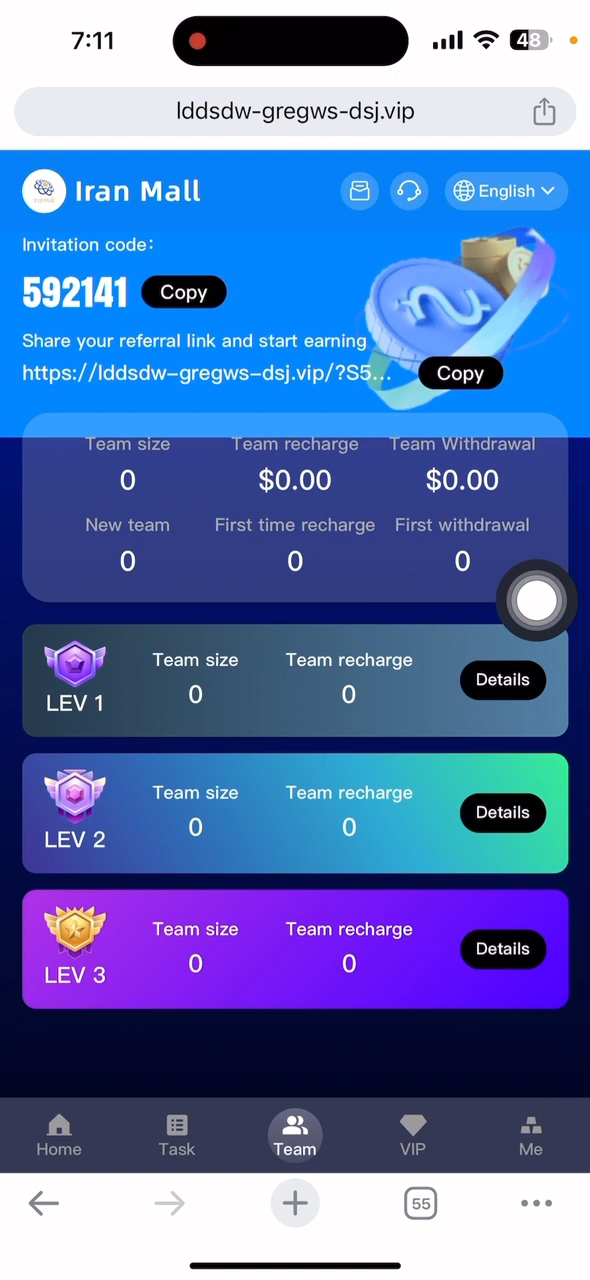 7:11
48
lddsdw-gregws-dsj.vip
Iran Mall
English
Invitation code:
592141 Copy
Share your referral link and start earning
https://lddsdw-gregws-dsj.vip/?S5... Copy
Team size Team recharge Team Withdrawal
0 $0.00 $0.00
New team First time recharge First withdrawal
0 0 0
Team size Team recharge
LEV 1 0 0 Details
Team size Team recharge
LEV 2 0 0 Details
Team size Team recharge
LEV 3 0 0 Details
Home Task Team VIP Me
55